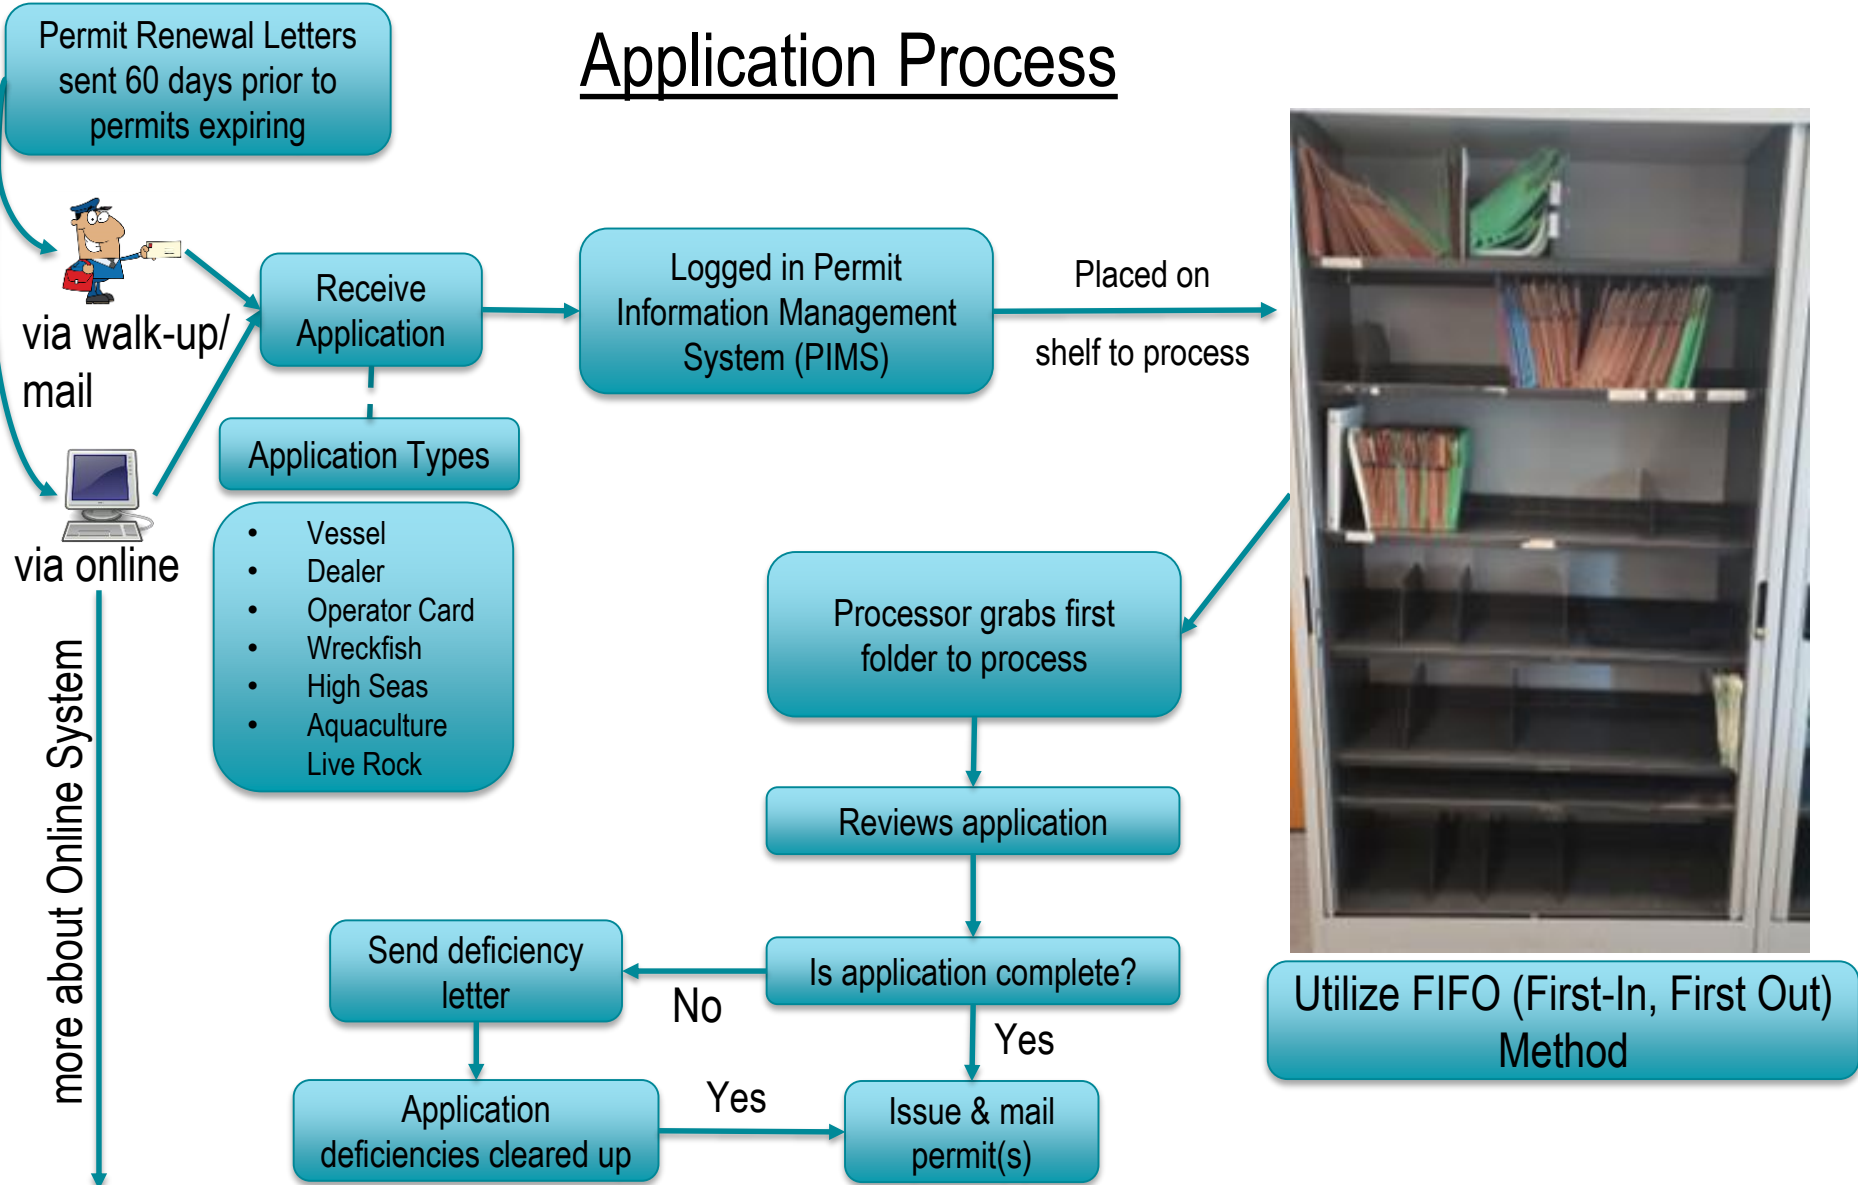 Application Process
Permit Renewal Letters
sent 60 days prior to
permits expiring
via walk-up/
mail
via online
more about Online System
Receive
Application
Application Types
• Vessel
• Dealer
• Operator Card
• Wreckfish
• High Seas
• Aquaculture
Live Rock
Logged in Permit
Information Management
System (PIMS)
Placed on
shelf to process
Utilize FIFO (First-In, First Out)
Method
Processor grabs first
folder to process
Reviews application
Is application complete?
No
Yes
Send deficiency
letter
Application
deficiencies cleared up
Yes
Issue & mail
permit(s)